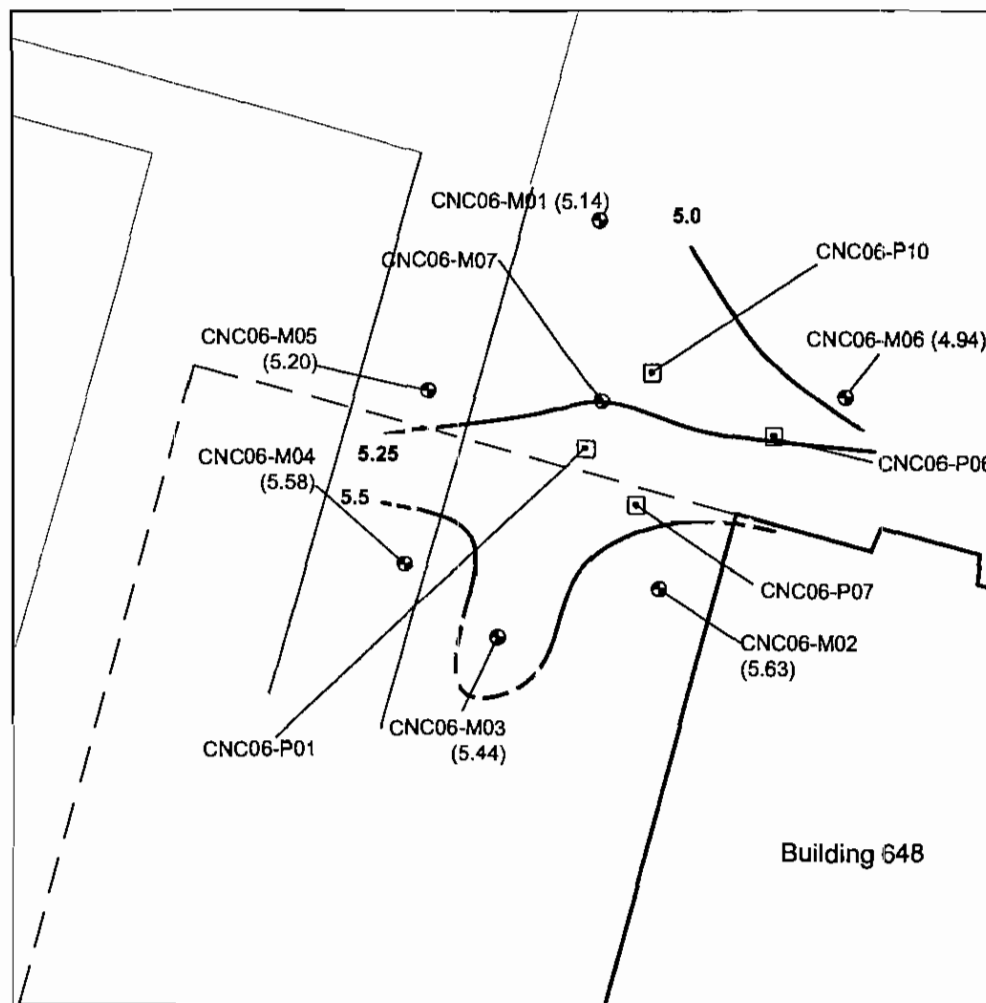 CNC06-M01 (5.14)
5.0
CNC06-M07
CNC06-P10
CNC06-M05
(5.20)
CNC06-M06 (4.94)
5.25
CNC06-M04
(5.58)
5.5
CNC06-P06
CNC06-P07
CNC06-M02
(5.63)
CNC06-P01
CNC06-M03
(5.44)
Building 648